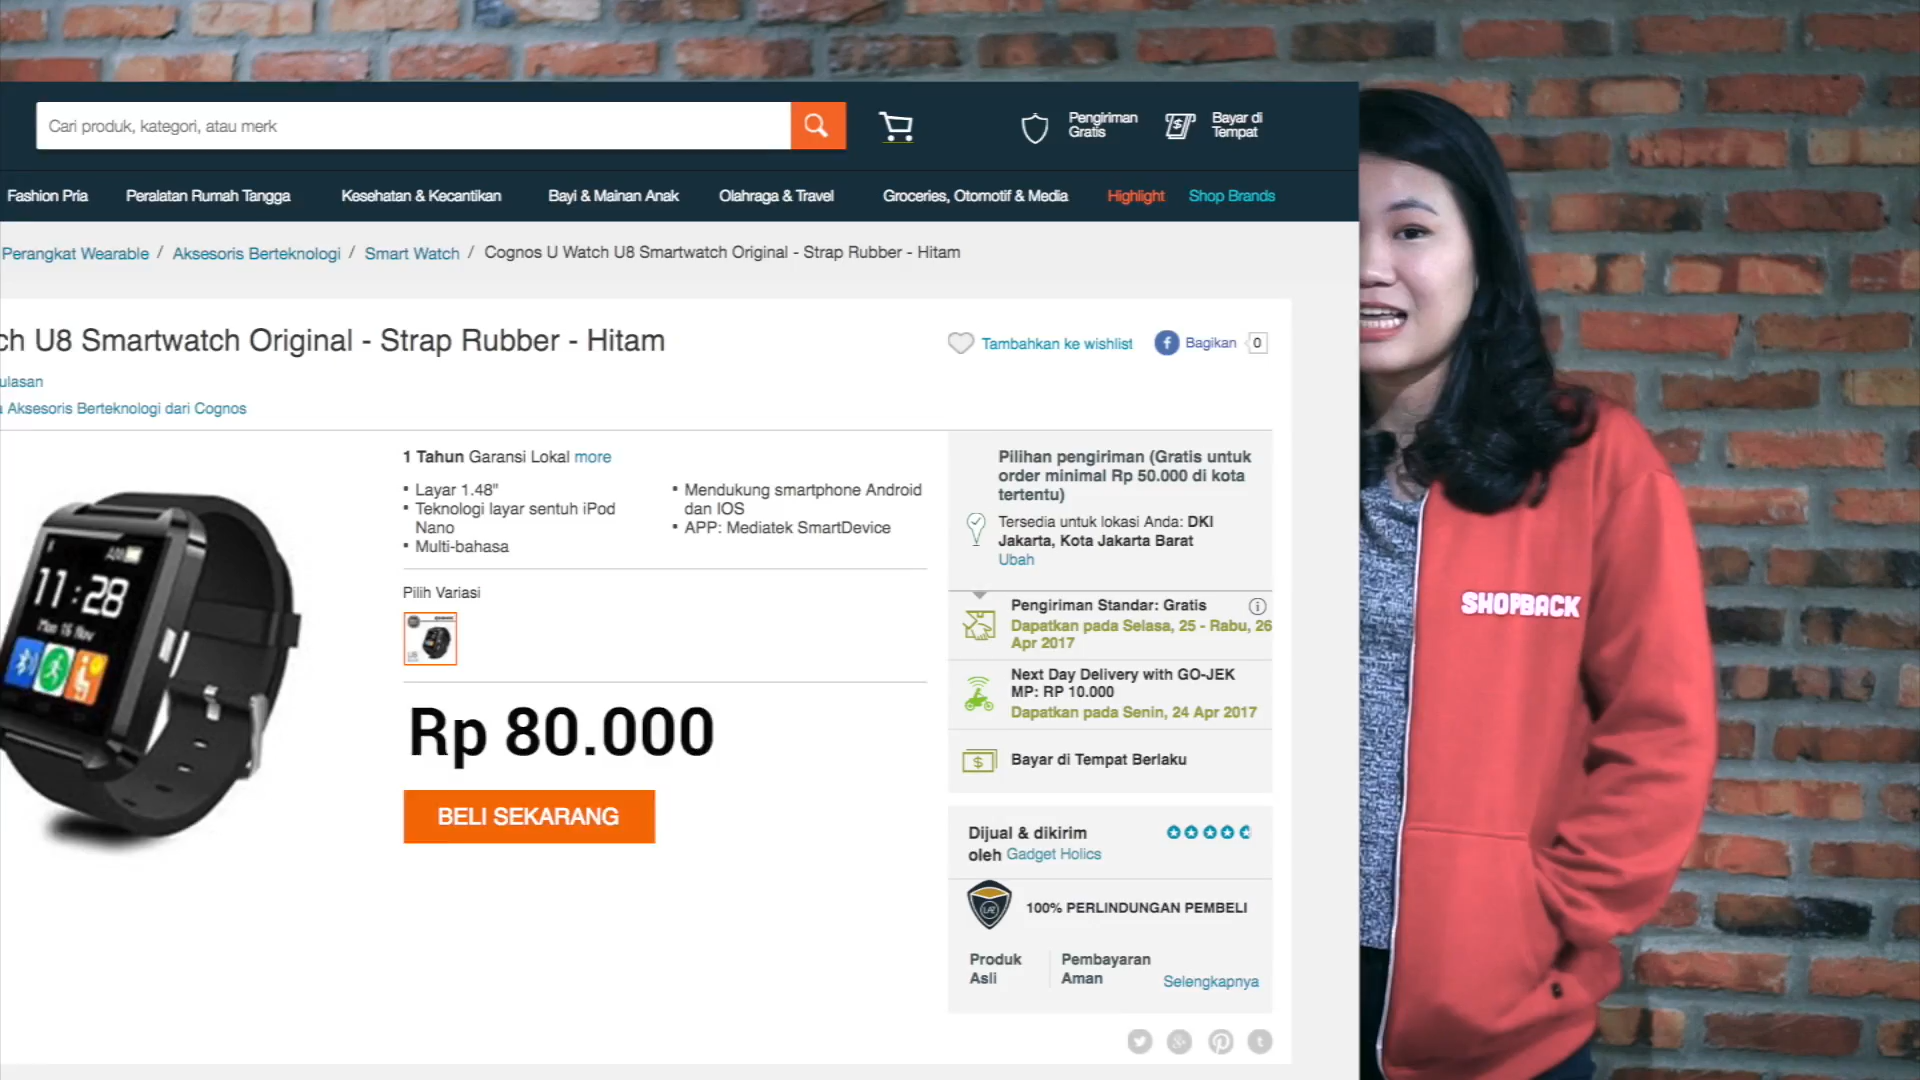 Cari produk, kategori, atau merk
Pengiriman
Gratis
Bayar di
Tempat
Fashion Pria
Peralatan Rumah Tangga
Kesehatan & Kecantikan
Bayi & Mainan Anak
Olahraga & Travel
Groceries, Otomotif & Media
Highlight
Shop Brands
Perangkat Wearable / Aksesoris Berteknologi / Smart Watch / Cognos U Watch U8 Smartwatch Original - Strap Rubber - Hitam
ch U8 Smartwatch Original - Strap Rubber - Hitam
Tambahkan ke wishlist
f Bagikan 0
ulasan
a Aksesoris Berteknologi dari Cognos
1 Tahun Garansi Lokal more
• Layar 1.48"
• Teknologi layar sentuh iPod
Nano
• Multi-bahasa
• Mendukung smartphone Android
dan IOS
• APP: Mediatek SmartDevice
Pilih Variasi
Rp 80.000
BELI SEKARANG
AM
11:28
Mon 16 Nov
Pilihan pengiriman (Gratis untuk
order minimal Rp 50.000 di kota
tertentu)
Tersedia untuk lokasi Anda: DKI
Jakarta, Kota Jakarta Barat
Ubah
Pengiriman Standar: Gratis
Dapatkan pada Selasa, 25 - Rabu, 26
Apr 2017
Next Day Delivery with GO-JEK
MP: RP 10.000
Dapatkan pada Senin, 24 Apr 2017
Bayar di Tempat Berlaku
Dijual & dikirim
oleh Gadget Holics
100% PERLINDUNGAN PEMBELI
Produk
Asli
Pembayaran
Aman
Selengkapnya
SHOPBACK